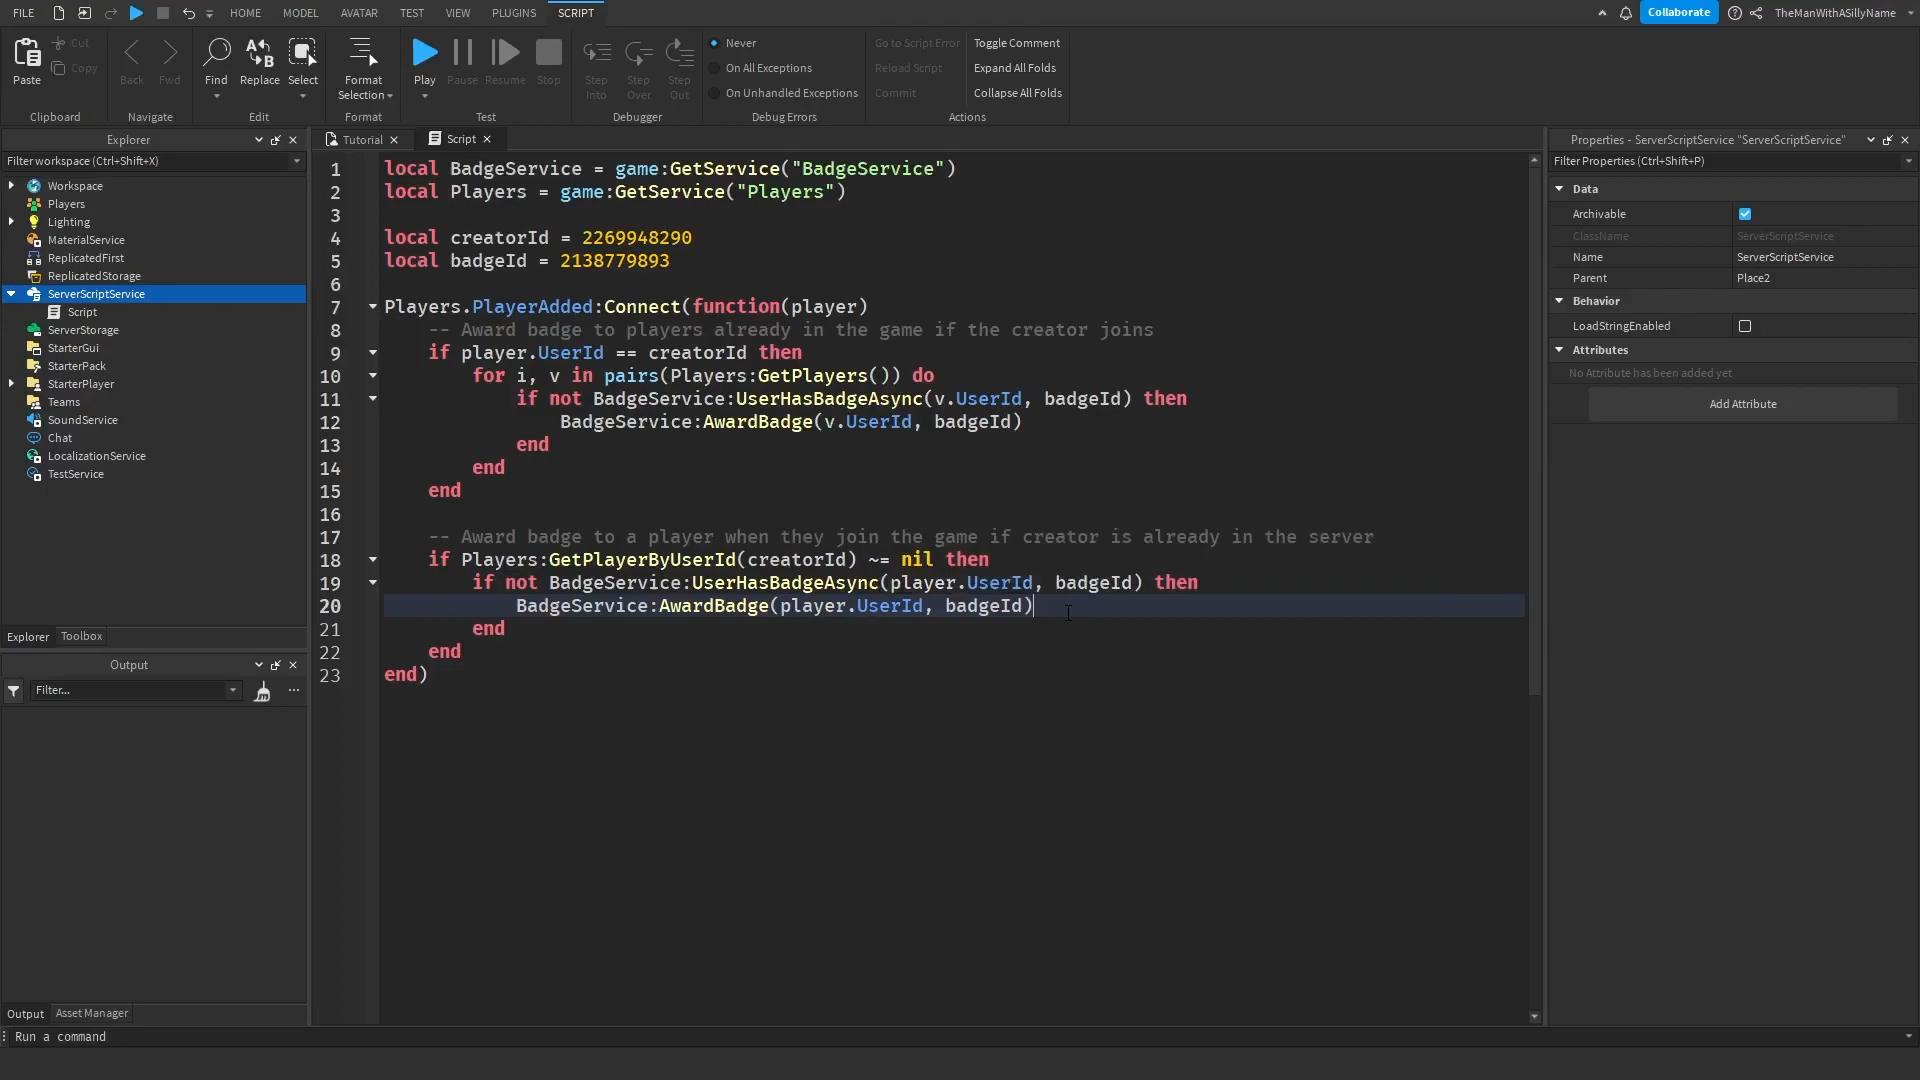 FILE HOME MODEL AVATAR TEST VIEW PLUGINS SCRIPT Collaborate TheManWithASillyName
Paste Cut Copy Clipboard
Back Fwd Navigate
Find Replace Select Edit
Format Selection Format
Play Pause Resume Stop Test
Step Into Step Over Step Out Debugger
Never
On All Exceptions
On Unhandled Exceptions
Debug Errors
Go to Script Error
Reload Script
Commit
Toggle Comment
Expand All Folds
Collapse All Folds
Actions
Explorer
Filter workspace (Ctrl+Shift+X)
Workspace
Players
Lighting
MaterialService
ReplicatedFirst
ReplicatedStorage
ServerScriptService
Script
ServerStorage
StarterGui
StarterPack
StarterPlayer
Teams
SoundService
Chat
LocalizationService
TestService
Explorer Toolbox
Output
Filter...
Output Asset Manager
Run a command
Tutorial Script
1 local BadgeService = game:GetService("BadgeService")
2 local Players = game:GetService("Players")
3
4 local creatorId = 2269948290
5 local badgeId = 2138779893
6
7 Players.PlayerAdded:Connect(function(player)
8 -- Award badge to players already in the game if the creator joins
9 if player.UserId == creatorId then
10 for i, v in pairs(Players:GetPlayers()) do
11 if not BadgeService:UserHasBadgeAsync(v.UserId, badgeId) then
12 BadgeService:AwardBadge(v.UserId, badgeId)
13 end
14 end
15 end
16
17 -- Award badge to a player when they join the game if creator is already in the server
18 if Players:GetPlayerByUserId(creatorId) ~= nil then
19 if not BadgeService:UserHasBadgeAsync(player.UserId, badgeId) then
20 BadgeService:AwardBadge(player.UserId, badgeId)
21 end
22 end
23 end)
Properties - ServerScriptService "ServerScriptService"
Filter Properties (Ctrl+Shift+P)
Data
Archivable
ClassName ServerScriptService
Name ServerScriptService
Parent Place2
Behavior
LoadStringEnabled
Attributes
No Attribute has been added yet
Add Attribute